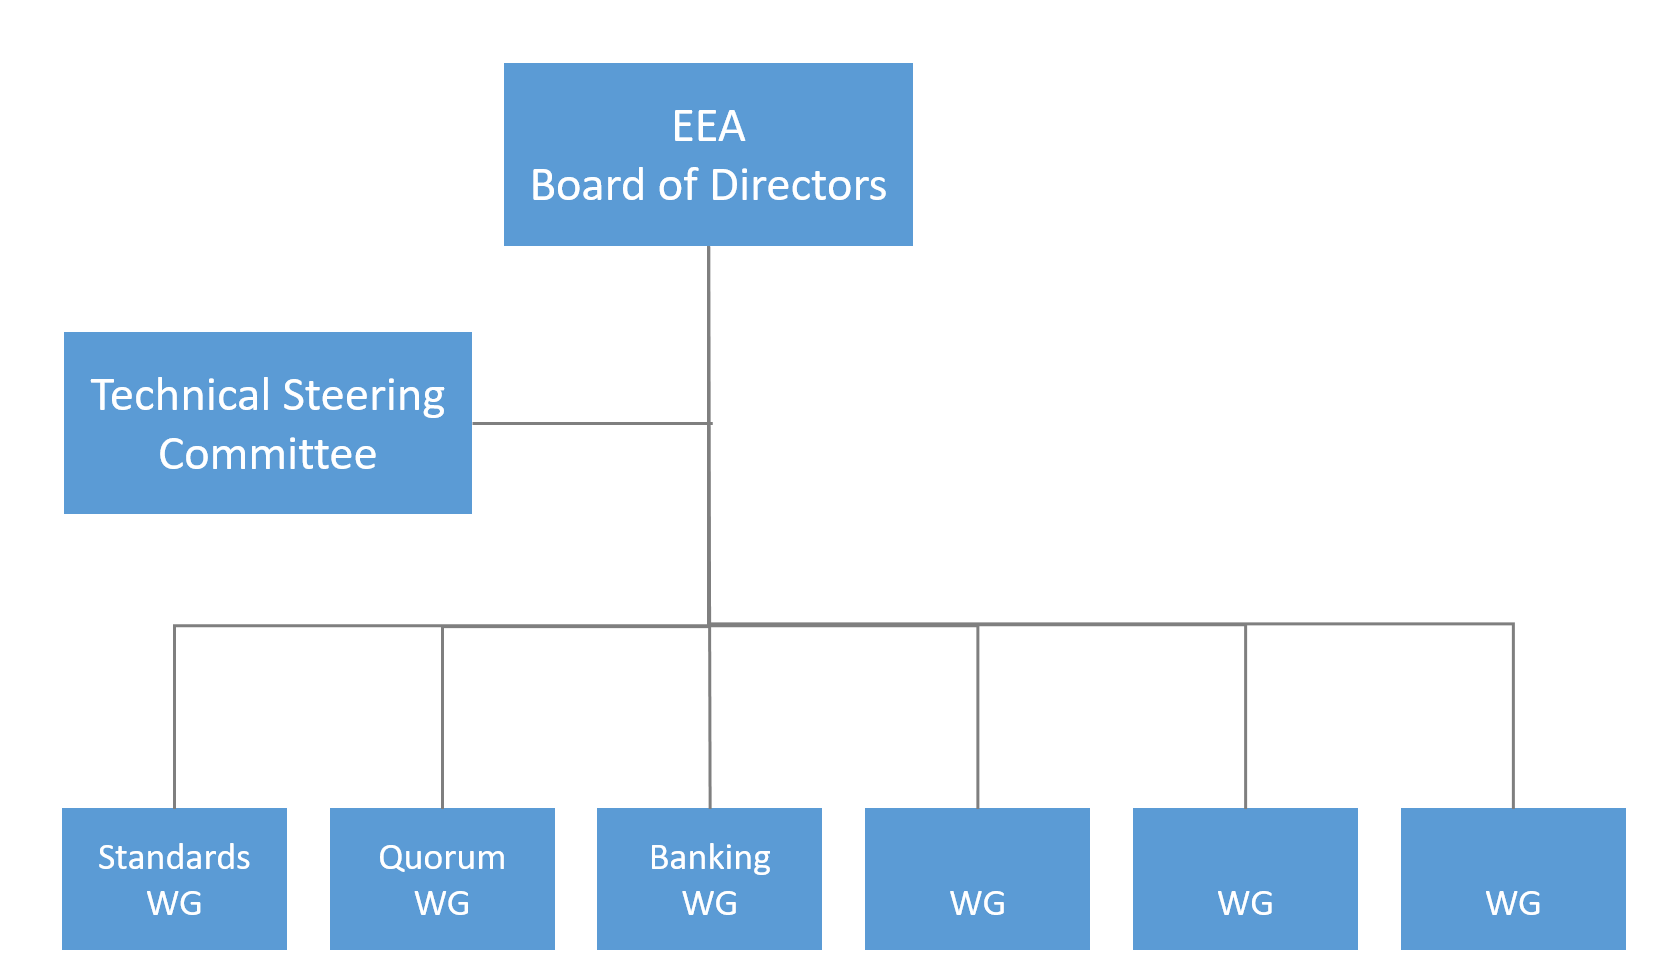 EEA
Board of Directors
Technical Steering
Committee
Standards
WG
Quorum
WG
Banking
WG
WG
WG
WG